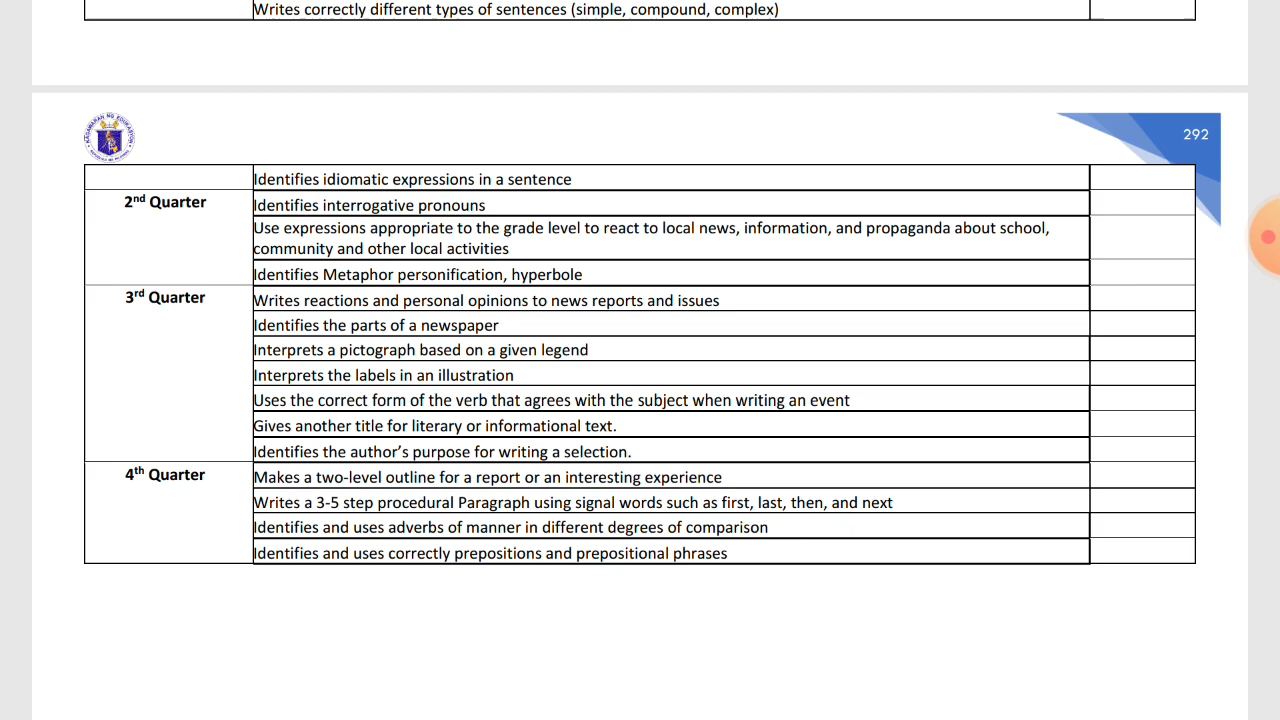 Writes correctly different types of sentences (simple, compound, complex)
KAGAWARAN NG EDUKASYON
REPUBLIKA NG PILIPINAS
292
Identifies idiomatic expressions in a sentence
2nd Quarter
Identifies interrogative pronouns
Use expressions appropriate to the grade level to react to local news, information, and propaganda about school,
community and other local activities
Identifies Metaphor personification, hyperbole
3rd Quarter
Writes reactions and personal opinions to news reports and issues
Identifies the parts of a newspaper
Interprets a pictograph based on a given legend
Interprets the labels in an illustration
Uses the correct form of the verb that agrees with the subject when writing an event
Gives another title for literary or informational text.
Identifies the author’s purpose for writing a selection.
4th Quarter
Makes a two-level outline for a report or an interesting experience
Writes a 3-5 step procedural Paragraph using signal words such as first, last, then, and next
Identifies and uses adverbs of manner in different degrees of comparison
Identifies and uses correctly prepositions and prepositional phrases